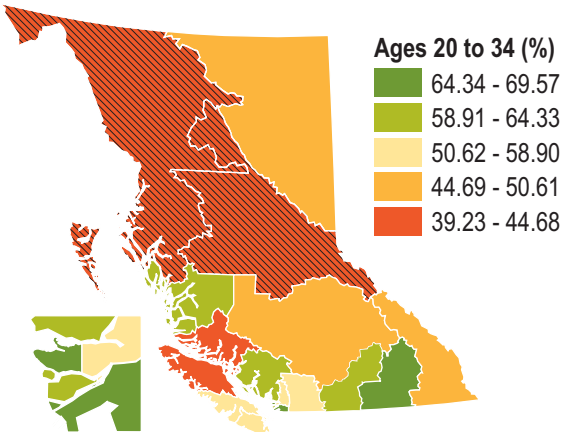 Ages 20 to 34 (%)
64.34 - 69.57
58.91 - 64.33
50.62 - 58.90
44.69 - 50.61
39.23 - 44.68